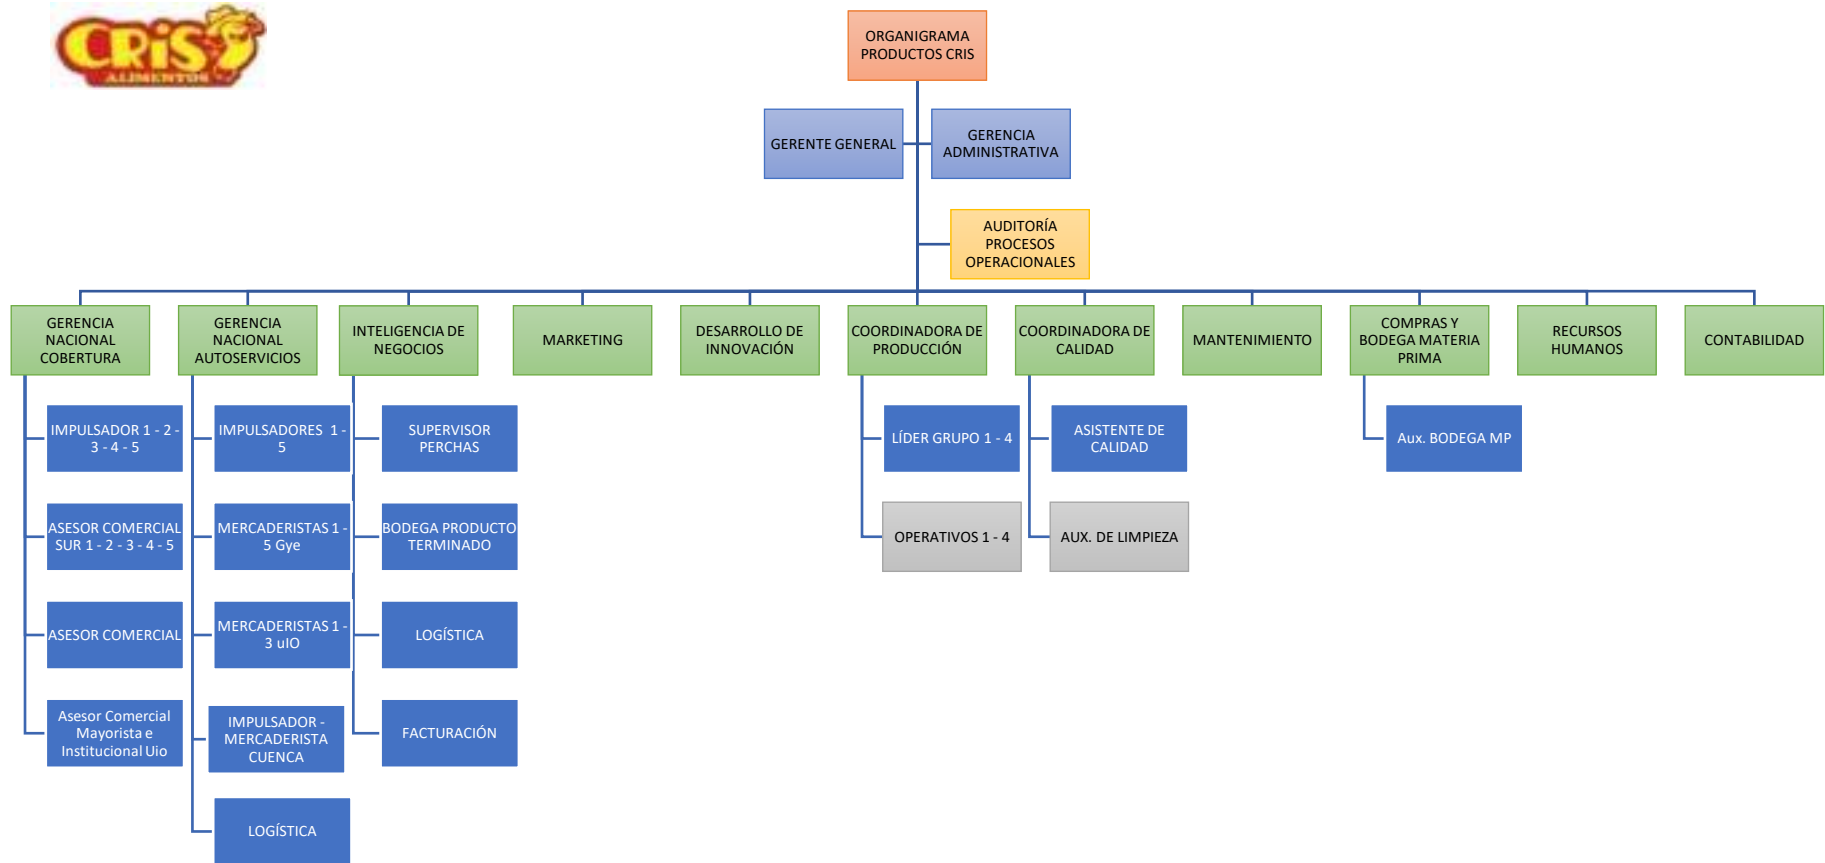 CRiS
ALIMENTOS
ORGANIGRAMA
PRODUCTOS CRIS
GERENTE GENERAL
GERENCIA
ADMINISTRATIVA
AUDITORÍA
PROCESOS
OPERACIONALES
GERENCIA
NACIONAL
COBERTURA
GERENCIA
NACIONAL
AUTOSERVICIOS
INTELIGENCIA DE
NEGOCIOS
MARKETING
DESARROLLO DE
INNOVACIÓN
COORDINADORA DE
PRODUCCIÓN
COORDINADORA DE
CALIDAD
MANTENIMIENTO
COMPRAS Y
BODEGA MATERIA
PRIMA
RECURSOS
HUMANOS
CONTABILIDAD
IMPULSADOR 1 - 2 -
3 - 4 - 5
ASESOR COMERCIAL
SUR 1 - 2 - 3 - 4 - 5
ASESOR COMERCIAL
Asesor Comercial
Mayorista e
Institucional Uio
IMPULSADORES 1 -
5
MERCADERISTAS 1 -
5 Gye
MERCADERISTAS 1 -
3 uIO
IMPULSADOR -
MERCADERISTA
CUENCA
LOGÍSTICA
SUPERVISOR
PERCHAS
BODEGA PRODUCTO
TERMINADO
LOGÍSTICA
FACTURACIÓN
LÍDER GRUPO 1 - 4
OPERATIVOS 1 - 4
ASISTENTE DE
CALIDAD
AUX. DE LIMPIEZA
Aux. BODEGA MP